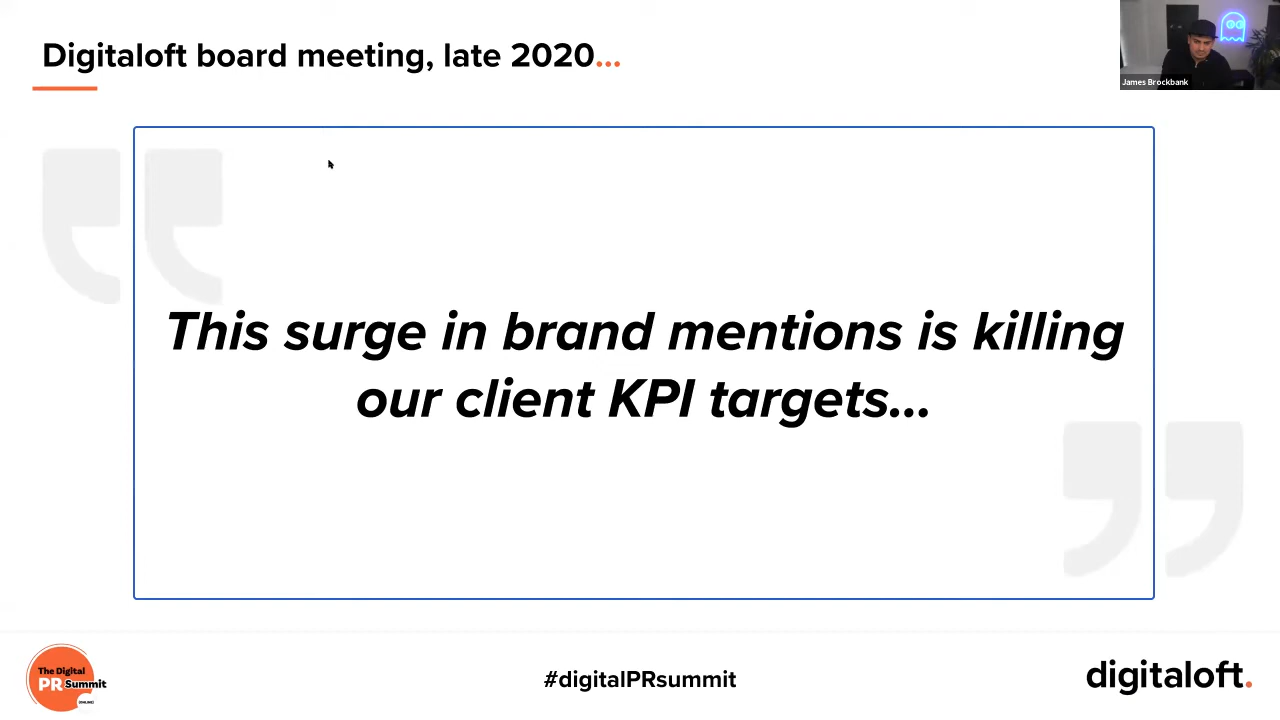 Digitaloft board meeting, late 2020...
James Brockbank
This surge in brand mentions is killing
our client KPI targets...
The Digital
PR Summit
(ONLINE)
#digitalPRsummit
digitaloft.